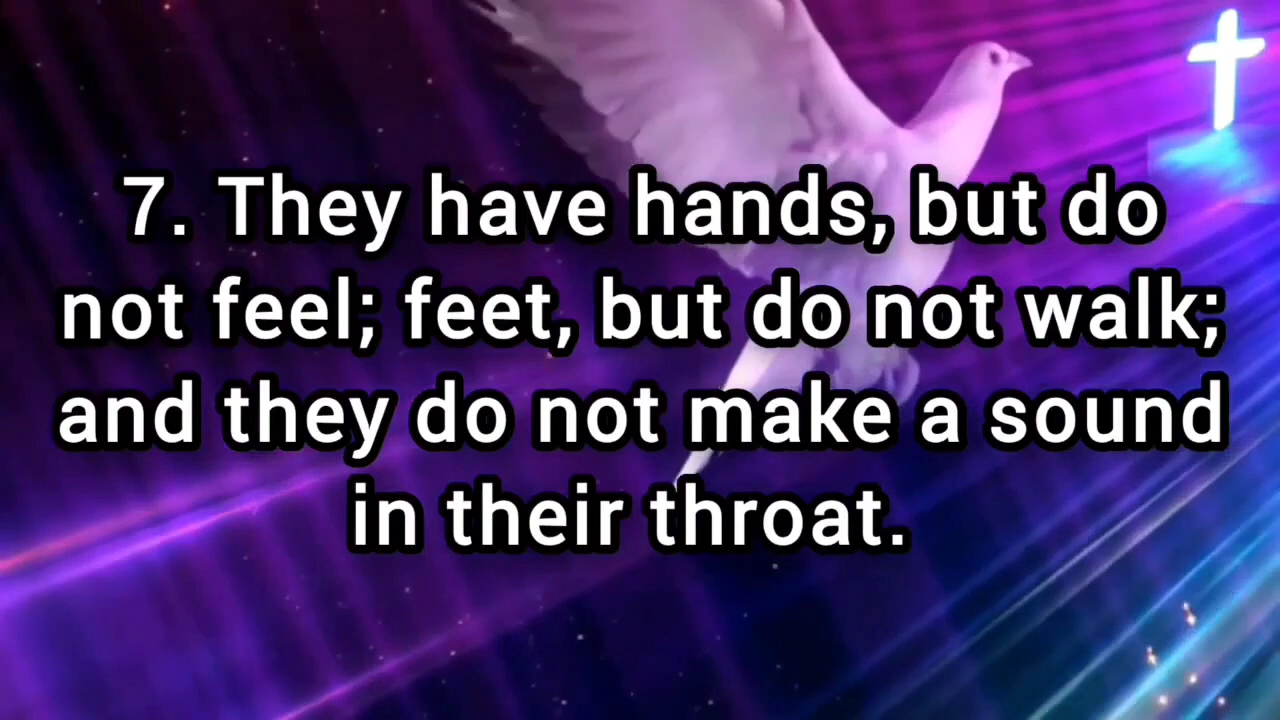 7. They have hands, but do
not feel; feet, but do not walk;
and they do not make a sound
in their throat.